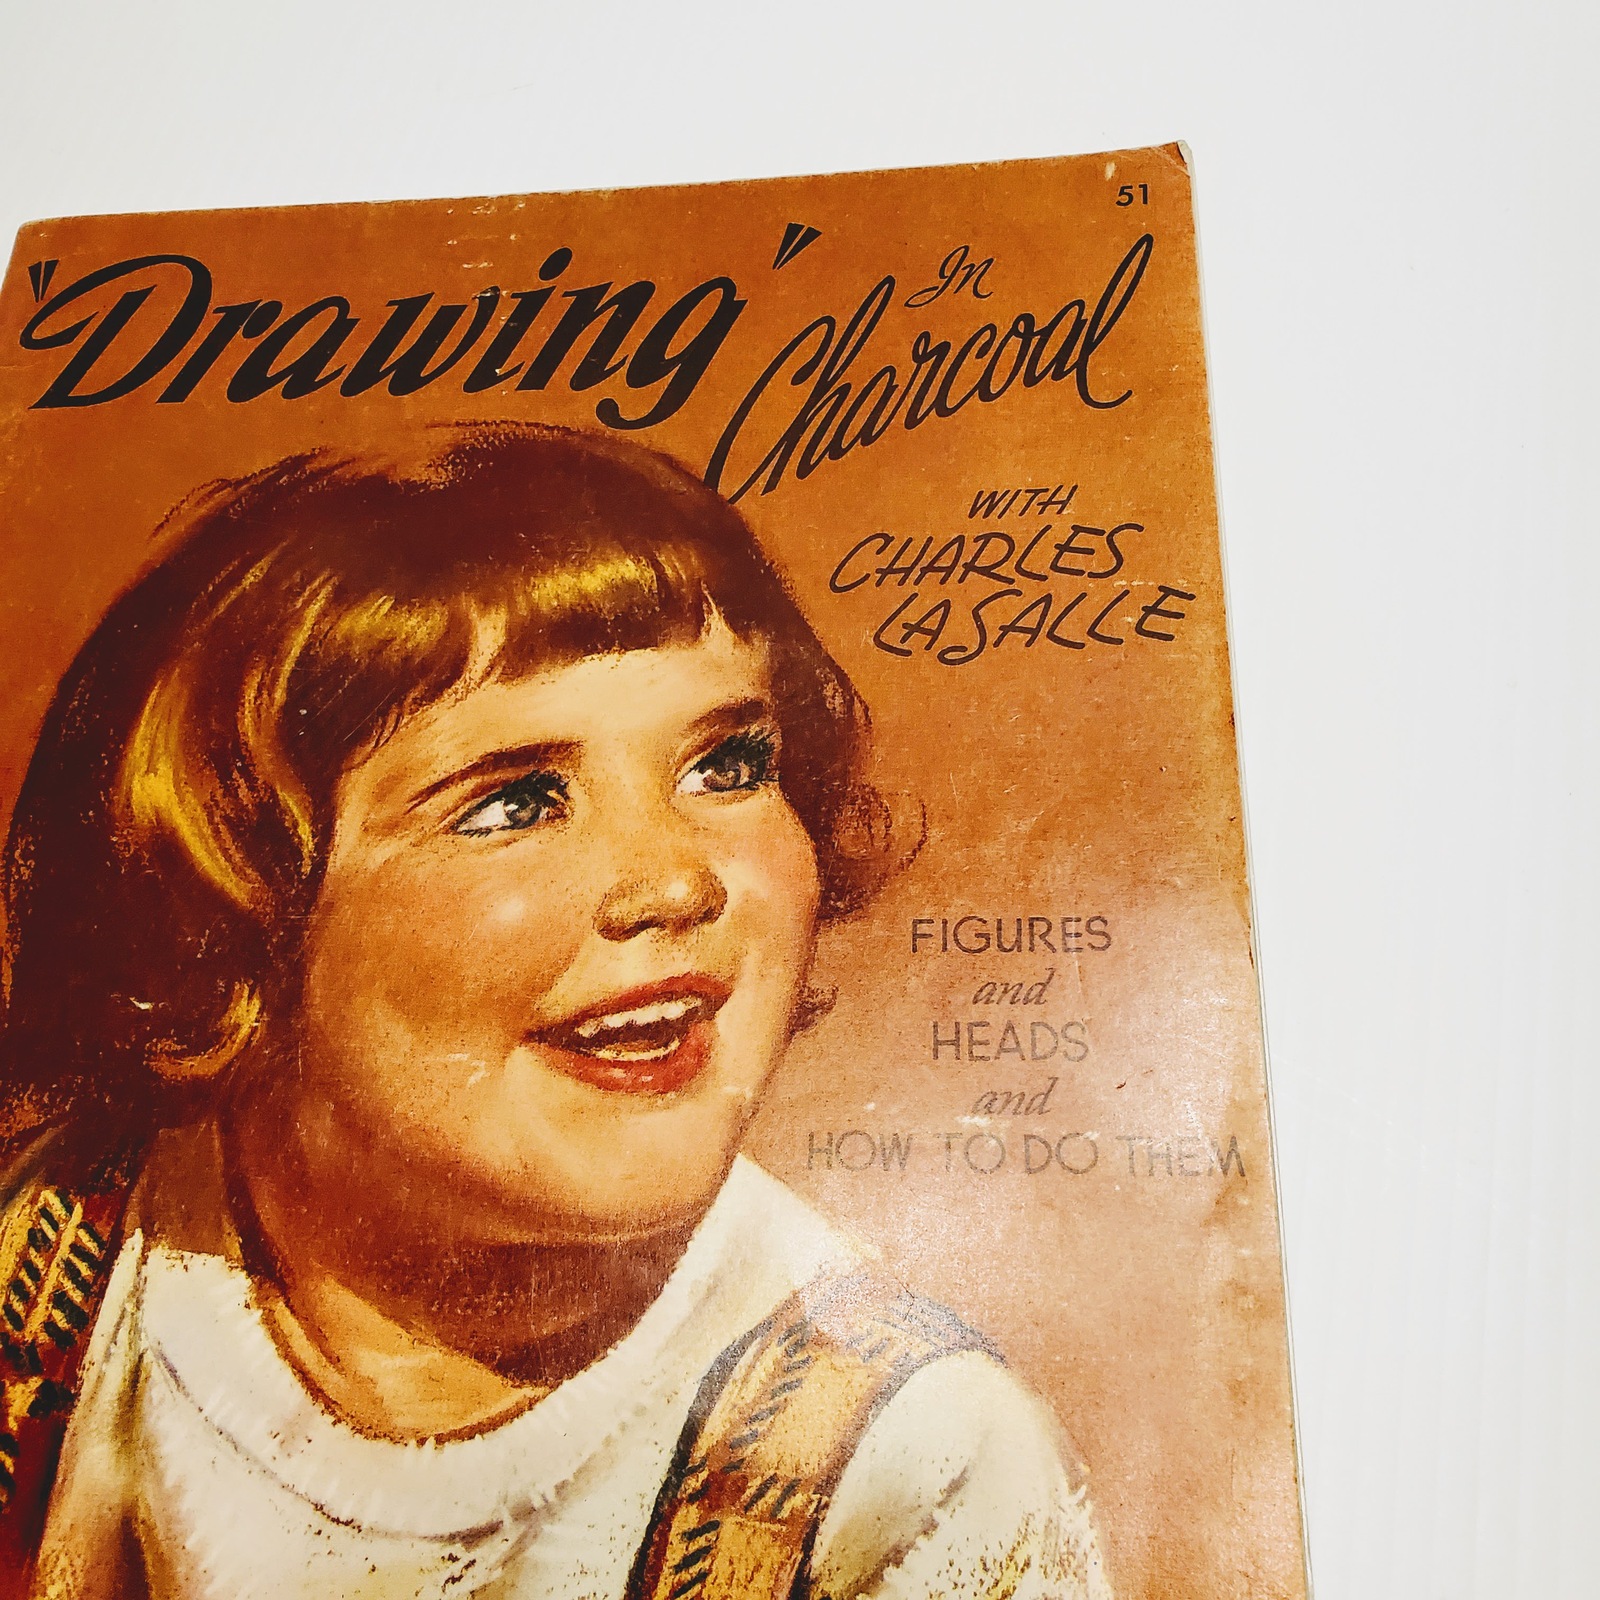 51
"Drawing" In
Charcoal
WITH
CHARLES
LASALLE
FIGURES
and
HEADS
and
HOW TO DO THEM